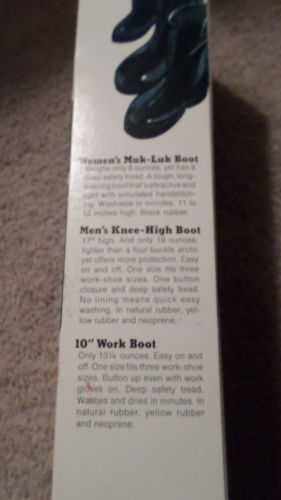 Women's Muk-Luk Boot
Weighs only 8 ounces, yet has a
deep safety tread. A tough, long-
wearing boot that's attractive and
light with simulated handstitch-
ing. Washable in minutes. 11 to
12 inches high. Black rubber.
Men's Knee-High Boot
17" high. And only 19 ounces;
lighter than a four buckle arctic
yet offers more protection. Easy
on and off. One size fits three
work-shoe sizes. One button
closure and deep safety tread.
No lining means quick easy
washing. In natural rubber, yel-
low rubber and neoprene.
10" Work Boot
Only 13¼ ounces. Easy on and
off. One size fits three work-shoe
sizes. Button up even with work
gloves on. Deep safety tread.
Washes and dries in minutes. In
natural rubber, yellow rubber
and neoprene.